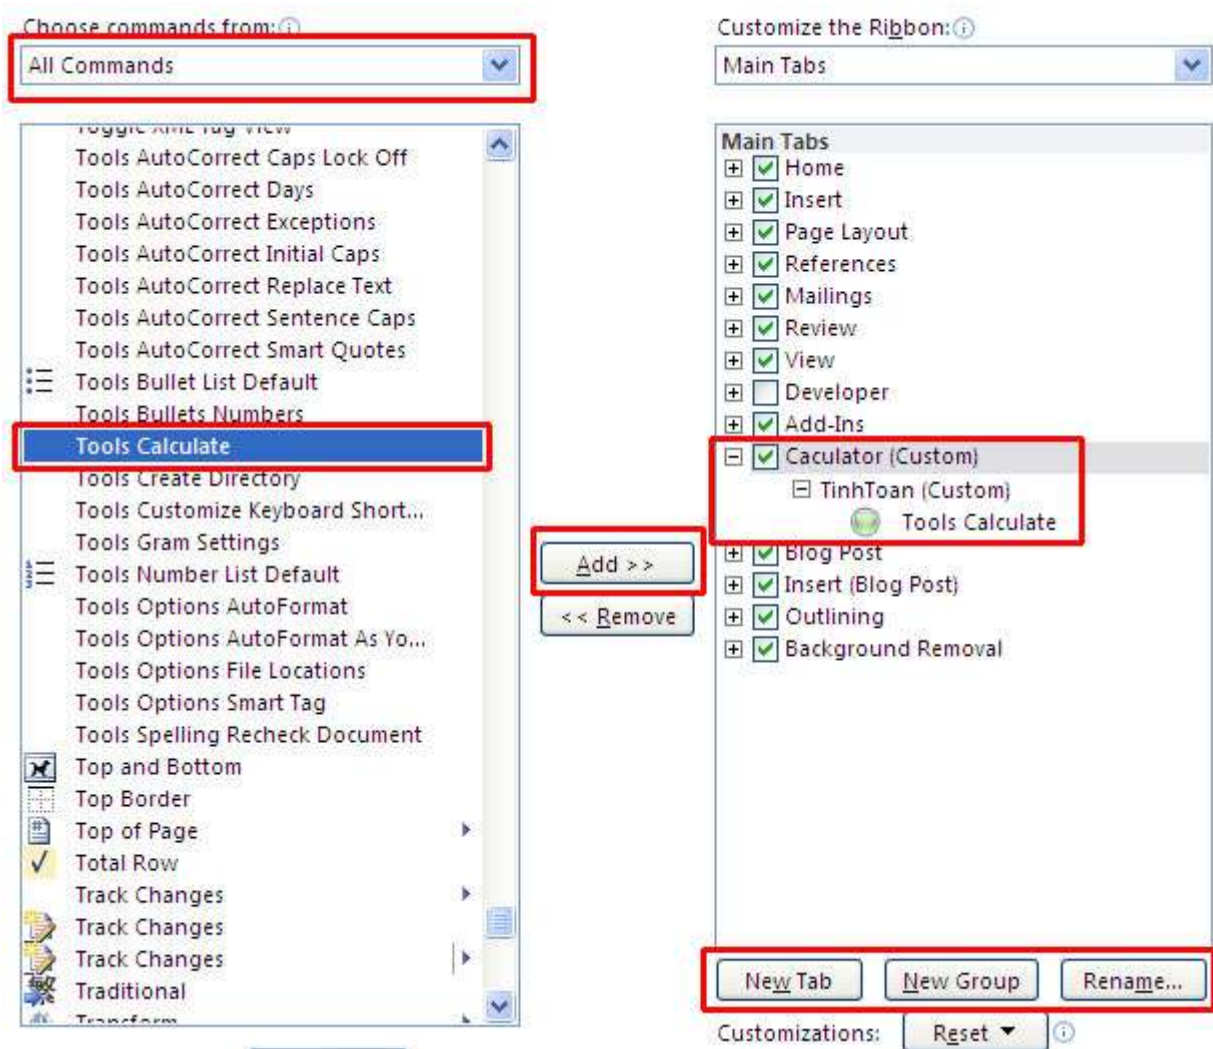 Choose commands from:
All Commands
Toggle XML Tag View
Tools AutoCorrect Caps Lock Off
Tools AutoCorrect Days
Tools AutoCorrect Exceptions
Tools AutoCorrect Initial Caps
Tools AutoCorrect Replace Text
Tools AutoCorrect Sentence Caps
Tools AutoCorrect Smart Quotes
Tools Bullet List Default
Tools Bullets Numbers
Tools Calculate
Tools Create Directory
Tools Customize Keyboard Short...
Tools Gram Settings
Tools Number List Default
Tools Options AutoFormat
Tools Options AutoFormat As Yo...
Tools Options File Locations
Tools Options Smart Tag
Tools Spelling Recheck Document
Top and Bottom
Top Border
Top of Page
Total Row
Track Changes
Track Changes
Track Changes
Traditional
Transform
Add >>
<< Remove
Customize the Ribbon:
Main Tabs
Main Tabs
Home
Insert
Page Layout
References
Mailings
Review
View
Developer
Add-Ins
Caculator (Custom)
TinhToan (Custom)
Tools Calculate
Blog Post
Insert (Blog Post)
Outlining
Background Removal
New Tab
New Group
Rename...
Customizations:
Reset